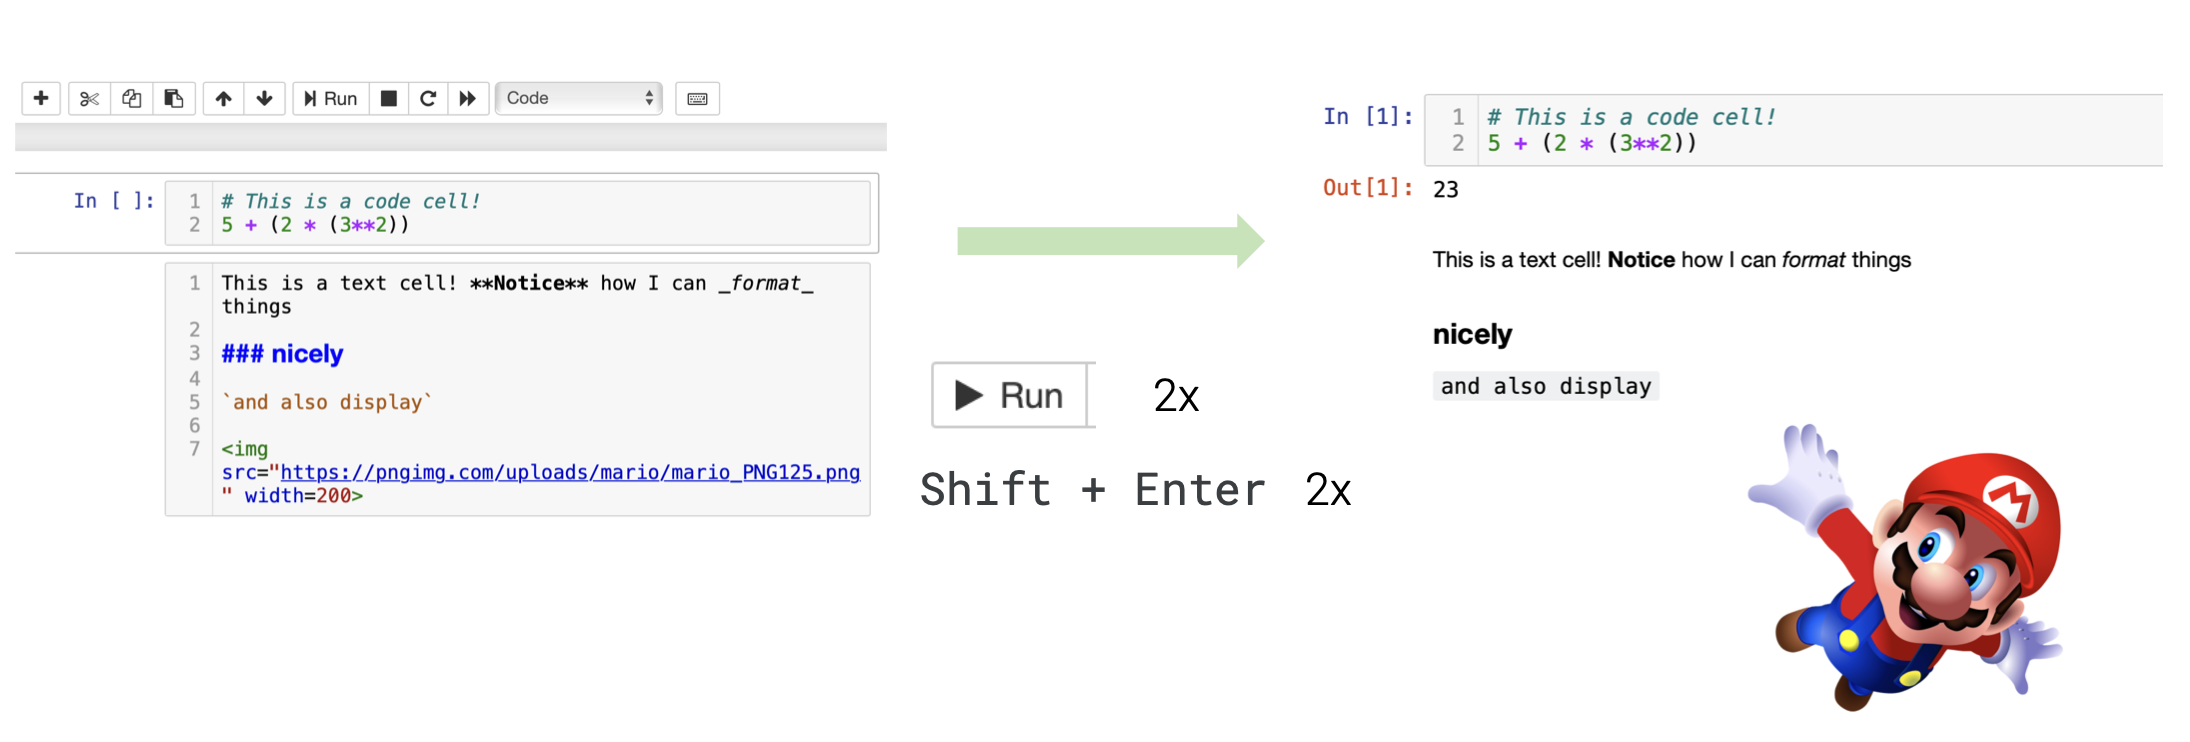 Run
Code
In [ ]:
1 # This is a code cell!
2 5 + (2 * (3**2))
1 This is a text cell! **Notice** how I can _format_
things
2
3 ### nicely
4
5 `and also display`
6
7 <img
src="https://pngimg.com/uploads/mario/mario_PNG125.png
" width=200>
Run 2x
Shift + Enter 2x
In [1]:
1 # This is a code cell!
2 5 + (2 * (3**2))
Out[1]: 23
This is a text cell! Notice how I can format things
nicely
and also display
M